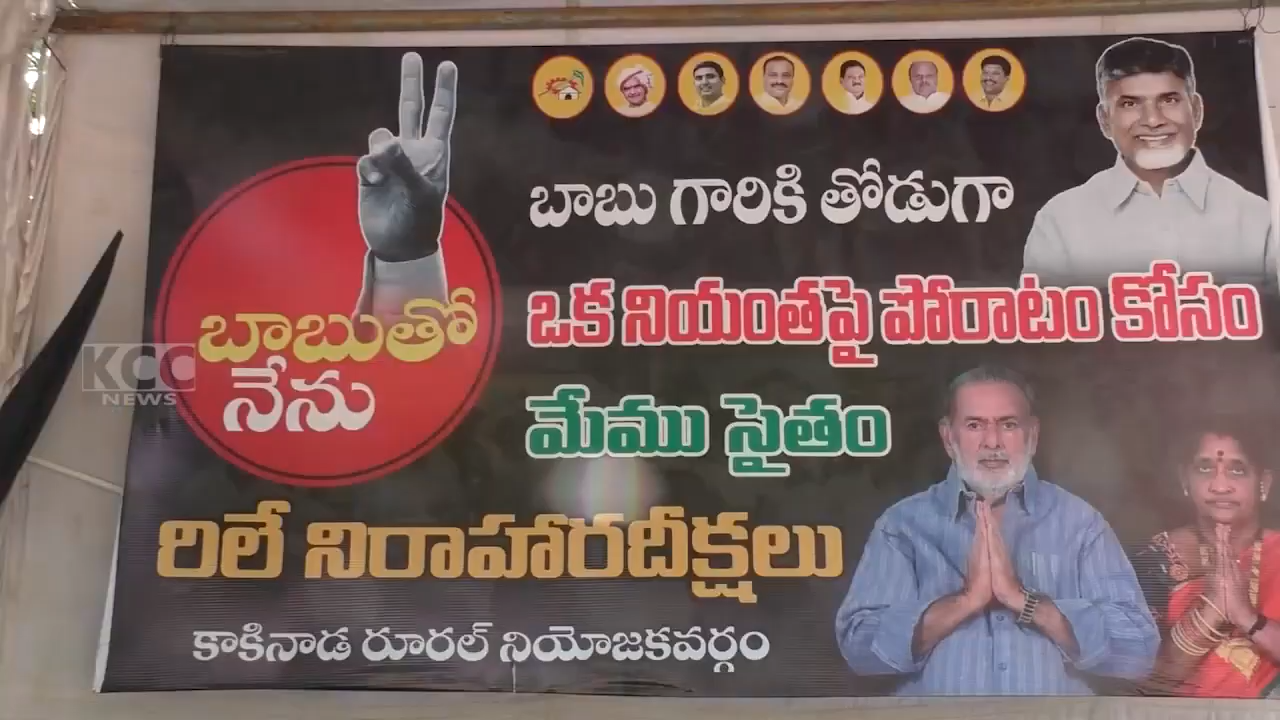 బాబు గారికి తోడుగా
ఒక నియంతపై పోరాటం కోసం
మేము సైతం
బాబుతో
నేను
KCC
NEWS
రిలే నిరాహారదీక్షలు
కాకినాడ రూరల్ నియోజకవర్గం